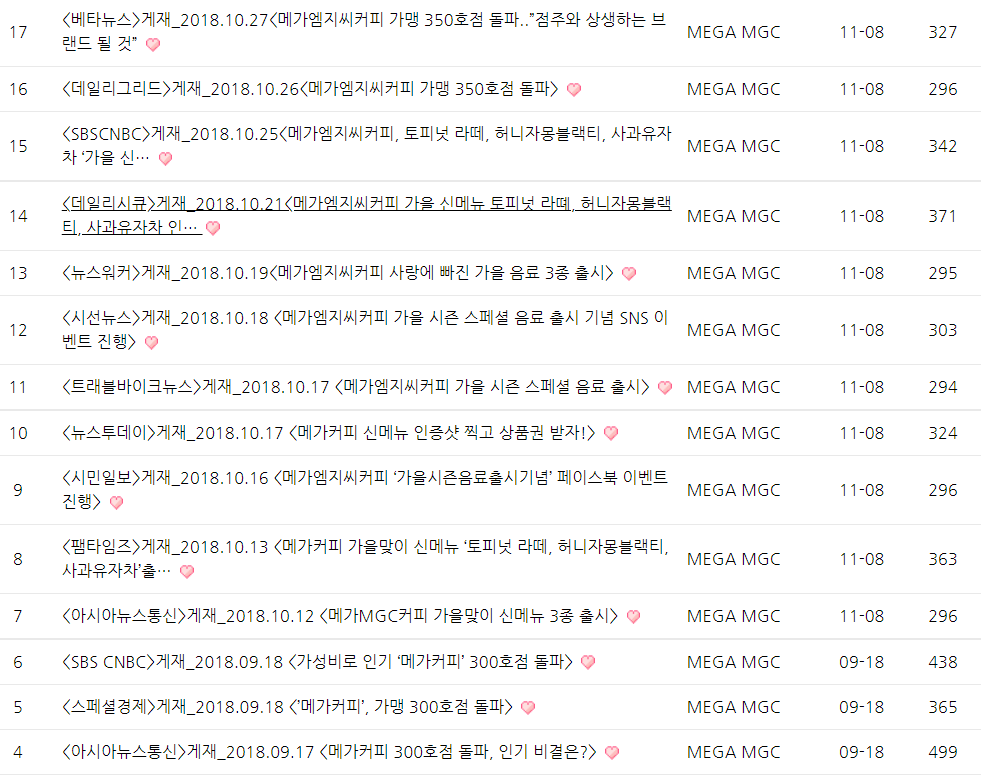 17 <베타뉴스>게재_2018.10.27<메가엠지씨커피 가맹 350호점 돌파.."점주와 상생하는 브 MEGA MGC 11-08 327
랜드 될 것"
16 <데일리그리드>게재_2018.10.26<메가엠지씨커피 가맹 350호점 돌파> MEGA MGC 11-08 296
15 <SBSCNBC>게재_2018.10.25<메가엠지씨커피, 토피넛 라떼, 허니자몽블랙티, 사과유자 MEGA MGC 11-08 342
차 '가을 신…
14 <데일리시큐>게재_2018.10.21<메가엠지씨커피 가을 신메뉴 토피넛 라떼, 허니자몽블랙 MEGA MGC 11-08 371
티, 사과유자차 인…
13 <뉴스워커>게재_2018.10.19<메가엠지씨커피 사랑에 빠진 가을 음료 3종 출시> MEGA MGC 11-08 295
12 <시선뉴스>게재_2018.10.18 <메가엠지씨커피 가을 시즌 스페셜 음료 출시 기념 SNS 이 MEGA MGC 11-08 303
벤트 진행>
11 <트래블바이크뉴스>게재_2018.10.17 <메가엠지씨커피 가을 시즌 스페셜 음료 출시> MEGA MGC 11-08 294
10 <뉴스투데이>게재_2018.10.17 <메가커피 신메뉴 인증샷 찍고 상품권 받자!> MEGA MGC 11-08 324
9 <시민일보>게재_2018.10.16 <메가엠지씨커피 '가을시즌음료출시기념' 페이스북 이벤트 MEGA MGC 11-08 296
진행>
8 <팸타임즈>게재_2018.10.13 <메가커피 가을맞이 신메뉴 '토피넛 라떼, 허니자몽블랙티, MEGA MGC 11-08 363
사과유자차'출…
7 <아시아뉴스통신>게재_2018.10.12 <메가MGC커피 가을맞이 신메뉴 3종 출시> MEGA MGC 11-08 296
6 <SBS CNBC>게재_2018.09.18 <가성비로 인기 '메가커피' 300호점 돌파> MEGA MGC 09-18 438
5 <스페셜경제>게재_2018.09.18 <'메가커피', 가맹 300호점 돌파> MEGA MGC 09-18 365
4 <아시아뉴스통신>게재_2018.09.17 <메가커피 300호점 돌파, 인기 비결은?> MEGA MGC 09-18 499